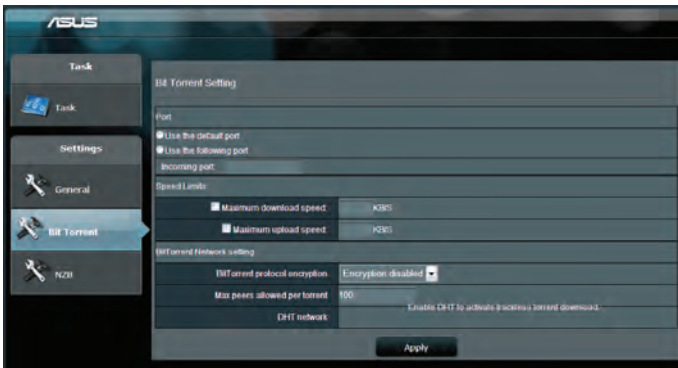 ASUS
Task
Task
Settings
General
Bit Torrent
NZB
Bit Torrent Setting
Port
Use the default port
Use the following port
Incoming port:
Speed Limits
Maximum download speed: KB/S
Maximum upload speed: KB/S
BitTorrent Network setting
BitTorrent protocol encryption Encryption disabled
Max peers allowed per torrent 100
DHT network Enable DHT to activate trackless torrent download.
Apply